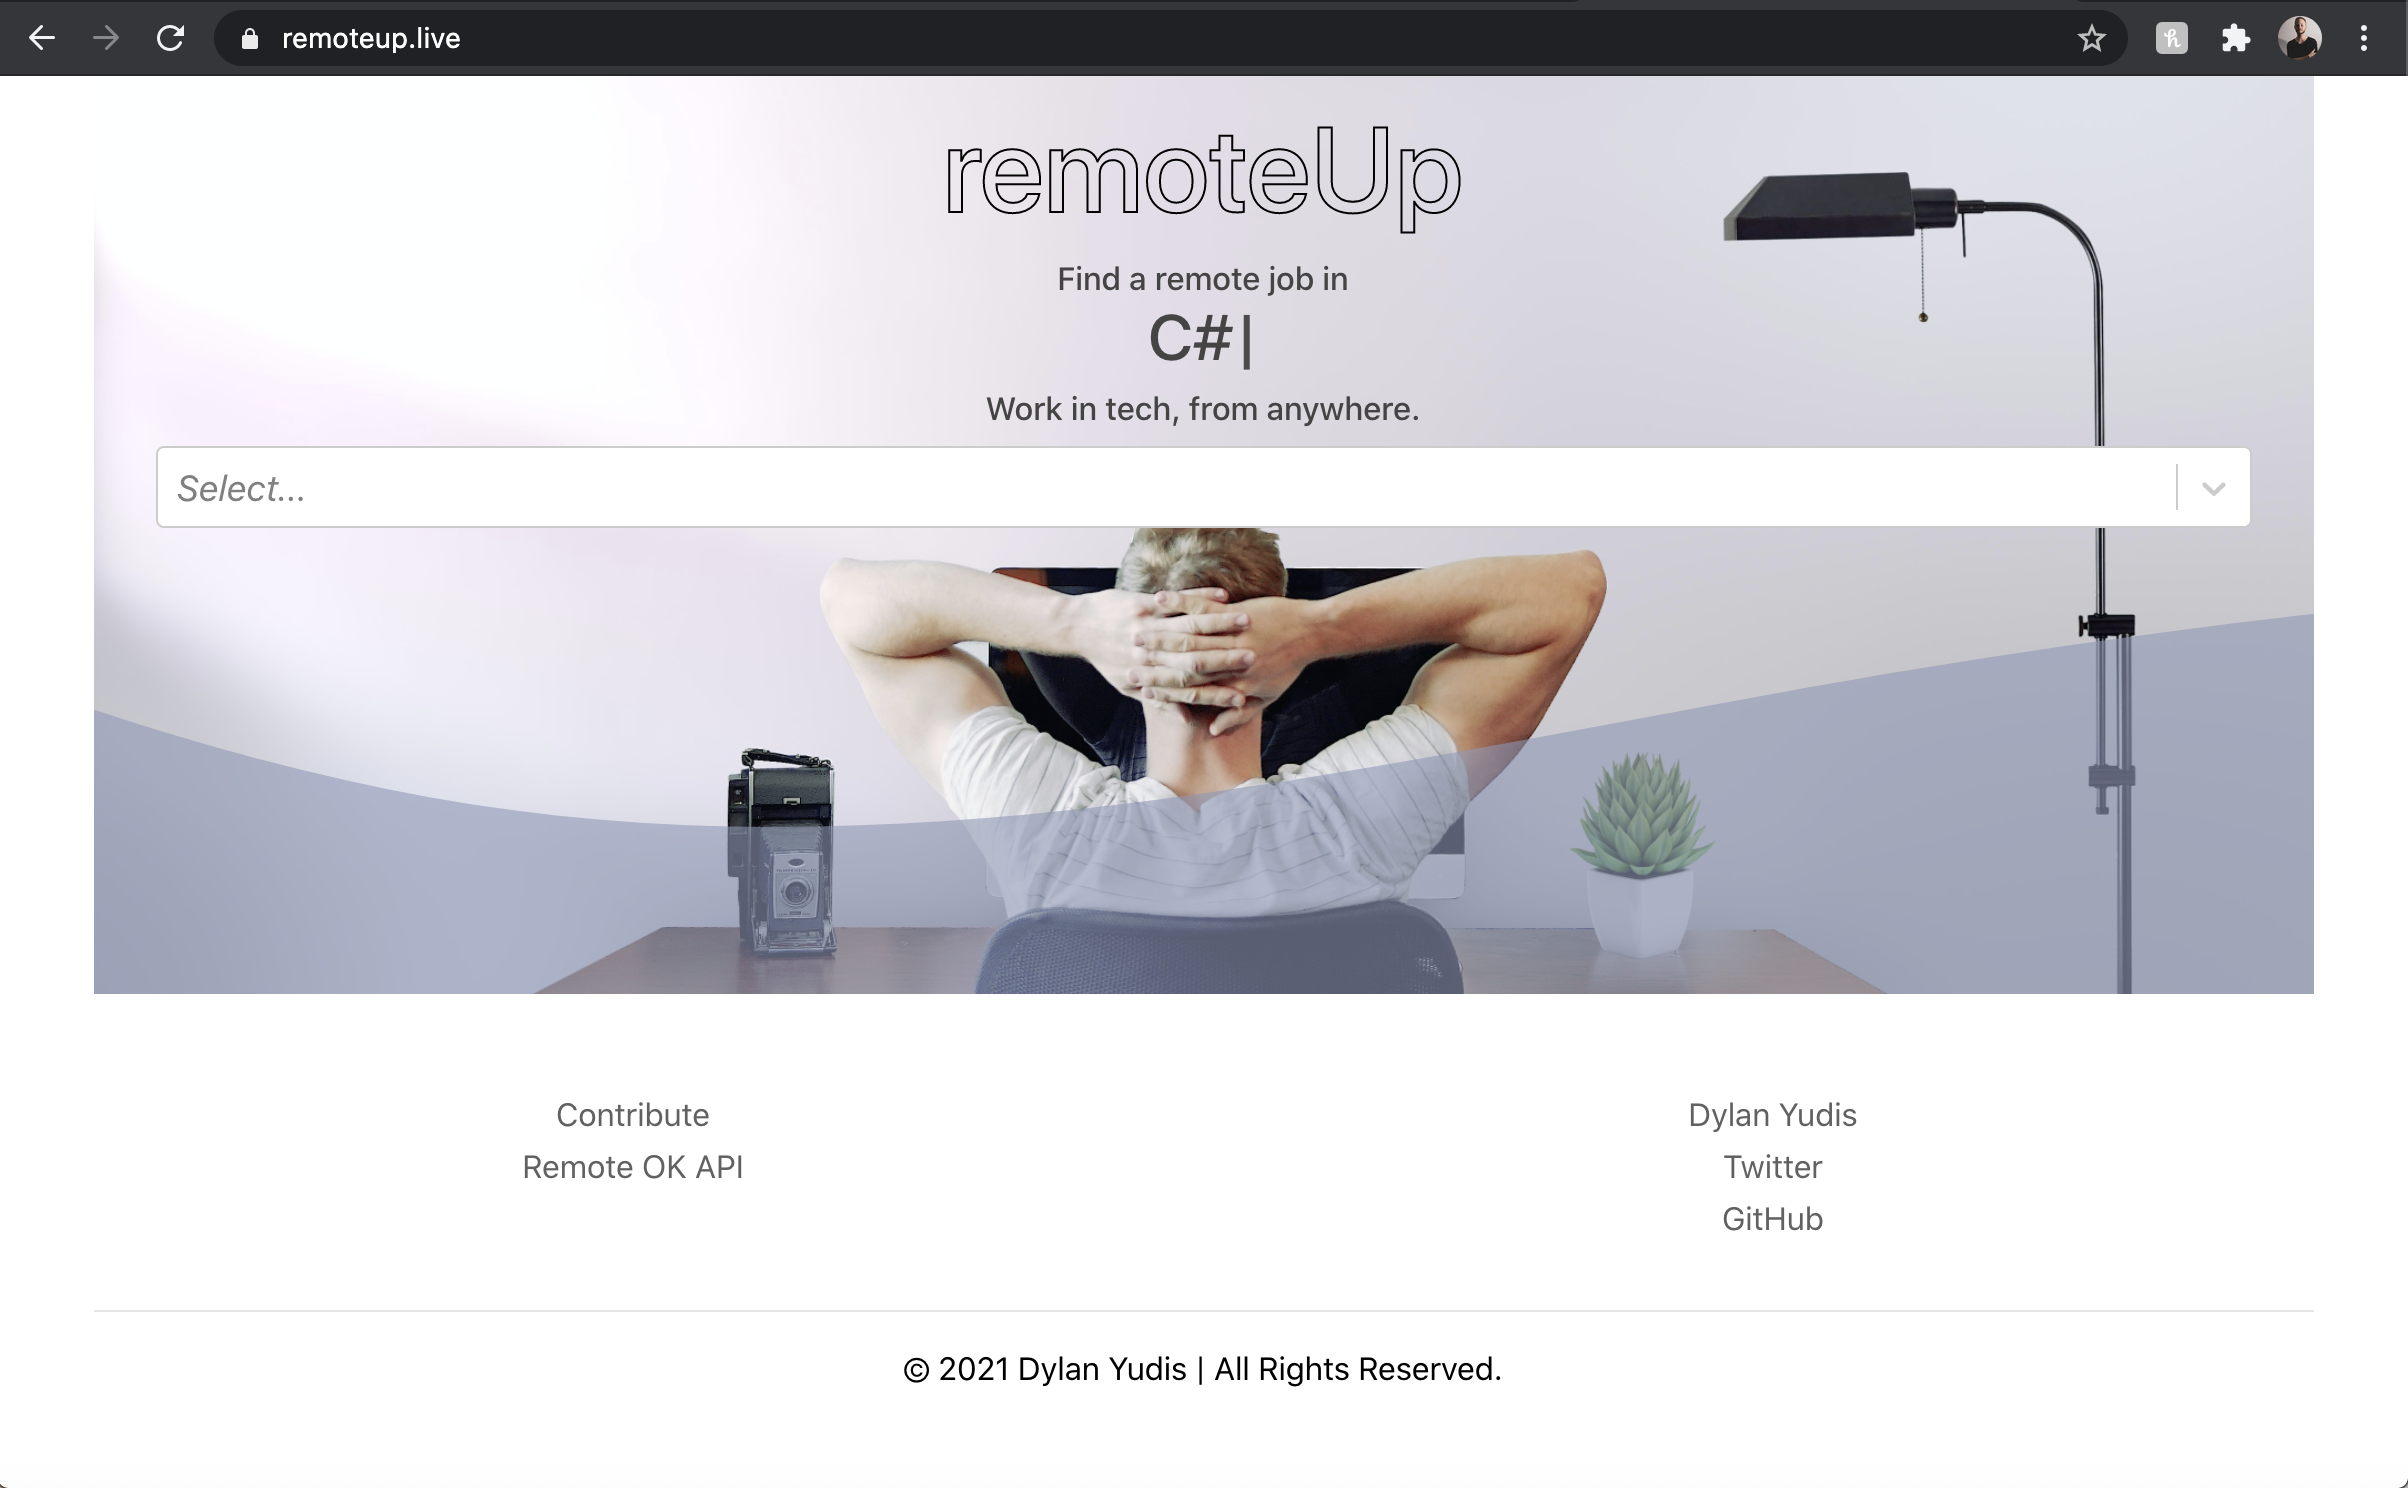 remoteup.live
remoteUp
Find a remote job in
C#|
Work in tech, from anywhere.
Select...
Contribute
Dylan Yudis
Remote OK API
Twitter
GitHub
© 2021 Dylan Yudis | All Rights Reserved.